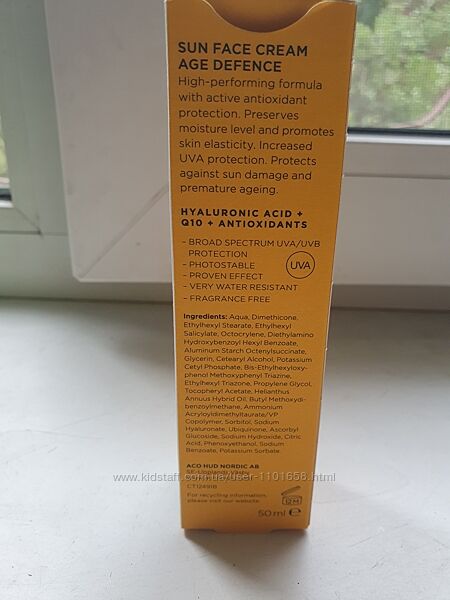 SUN FACE CREAM
AGE DEFENCE
High-performing formula
with active antioxidant
protection. Preserves
moisture level and promotes
skin elasticity. Increased
UVA protection. Protects
against sun damage and
premature ageing.
HYALURONIC ACID +
Q10 + ANTIOXIDANTS
- BROAD SPECTRUM UVA/UVB
PROTECTION
- PHOTOSTABLE
- PROVEN EFFECT
- VERY WATER RESISTANT
- FRAGRANCE FREE
UVA
Ingredients: Aqua, Dimethicone,
Ethylhexyl Stearate, Ethylhexyl
Salicylate, Octocrylene, Diethylamino
Hydroxybenzoyl Hexyl Benzoate,
Aluminum Starch Octenylsuccinate,
Glycerin, Cetearyl Alcohol, Potassium
Cetyl Phosphate, Bis-Ethylhexyloxy-
phenol Methoxyphenyl Triazine,
Ethylhexyl Triazone, Propylene Glycol,
Tocopheryl Acetate, Helianthus
Annuus Hybrid Oil, Butyl Methoxydi-
benzoylmethane, Ammonium
Acryloyldimethyltaurate/VP
Copolymer, Sorbitol, Sodium
Hyaluronate, Ubiquinone, Ascorbyl
Glucoside, Sodium Hydroxide, Citric
Acid, Phenoxyethanol, Sodium
Benzoate, Potassium Sorbate.
ACO HUD NORDIC AB
SE-Upplands Väsby
www.kidstaff.com.ua/user-1101658.html
CT12491B
For recycling information,
please visit our website.
12 M
50 ml e